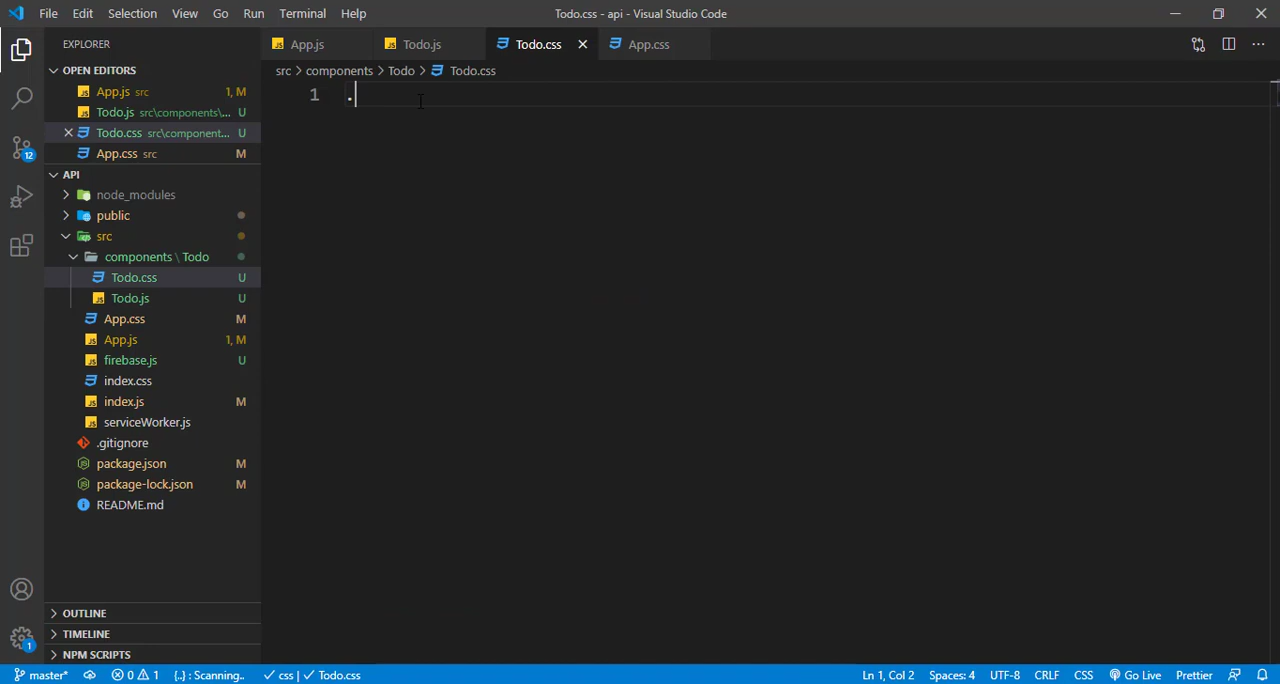 File Edit Selection View Go Run Terminal Help Todo.css - api - Visual Studio Code
EXPLORER
App.js Todo.js Todo.css App.css
OPEN EDITORS
App.js src 1, M
Todo.js src\components\... U
Todo.css src\component... U
App.css src M
src > components > Todo > Todo.css
1 .
API
node_modules
public
src
components \ Todo
Todo.css U
Todo.js U
App.css M
App.js 1, M
firebase.js U
index.css
index.js M
serviceWorker.js
.gitignore
package.json M
package-lock.json M
README.md
OUTLINE
TIMELINE
NPM SCRIPTS
12
1
master* 0 1 {..} : Scanning.. css | Todo.css Ln 1, Col 2 Spaces: 4 UTF-8 CRLF CSS Go Live Prettier